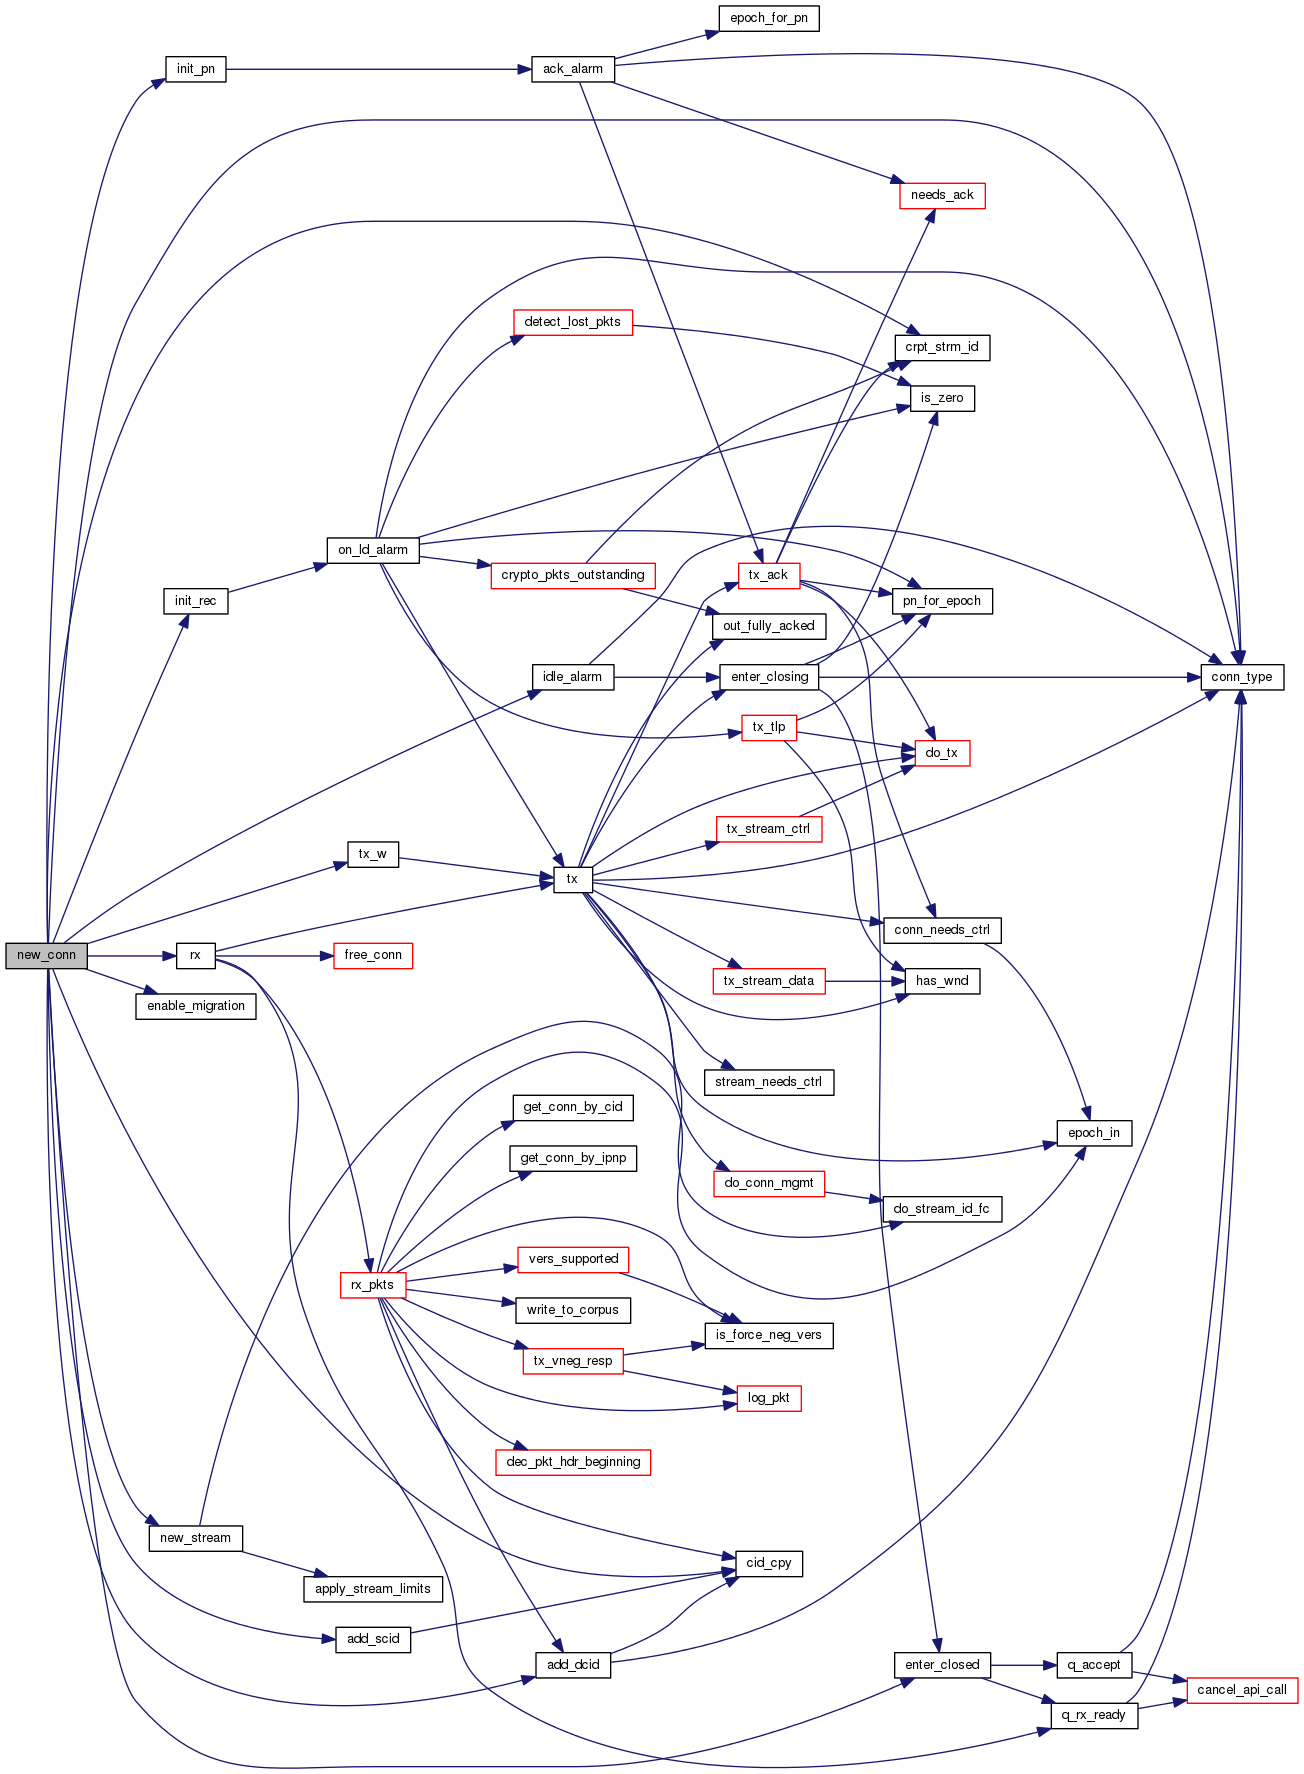 epoch_for_pn
init_pn
ack_alarm
needs_ack
detect_lost_pkts
crpt_strm_id
is_zero
on_ld_alarm
crypto_pkts_outstanding
tx_ack
init_rec
pn_for_epoch
out_fully_acked
idle_alarm
enter_closing
conn_type
tx_tlp
do_tx
tx_stream_ctrl
tx_w
tx
conn_needs_ctrl
new_conn
rx
free_conn
tx_stream_data
has_wnd
enable_migration
stream_needs_ctrl
get_conn_by_cid
epoch_in
get_conn_by_ipnp
do_conn_mgmt
do_stream_id_fc
vers_supported
rx_pkts
write_to_corpus
is_force_neg_vers
tx_vneg_resp
log_pkt
dec_pkt_hdr_beginning
new_stream
cid_cpy
apply_stream_limits
add_scid
add_dcid
enter_closed
q_accept
cancel_api_call
q_rx_ready